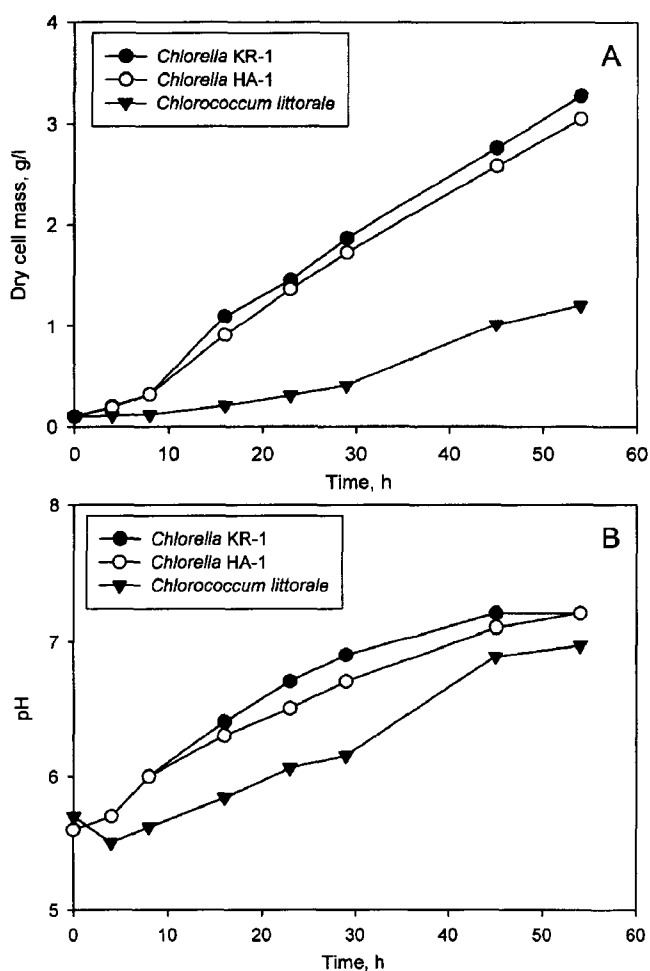 4
3
2
1
0
Dry cell mass, g/l
Chlorella KR-1
Chlorella HA-1
Chlorococcum littorale
A
0 10 20 30 40 50 60
Time, h
8
7
6
5
pH
Chlorella KR-1
Chlorella HA-1
Chlorococcum littorale
B
0 10 20 30 40 50 60
Time, h